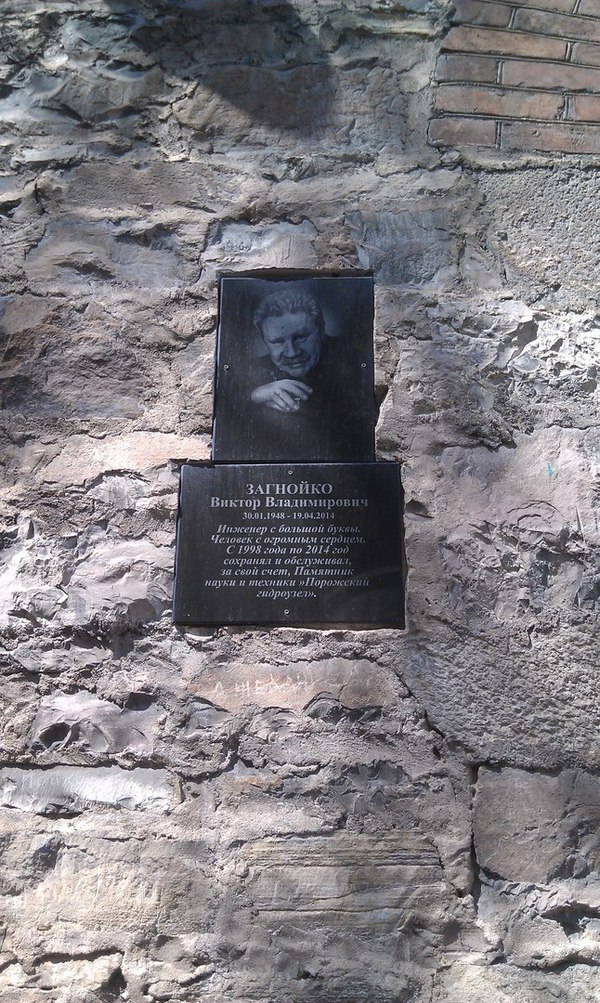 ЗАГНОЙКО
Виктор Владимирович
30.01.1948 - 19.04.2014
Инженер с большой буквы.
Человек с огромным сердцем.
С 1998 года по 2014 год
сохранял и обслуживал,
за свой счет, Памятник
науки и техники »Порожский
гидроузел».